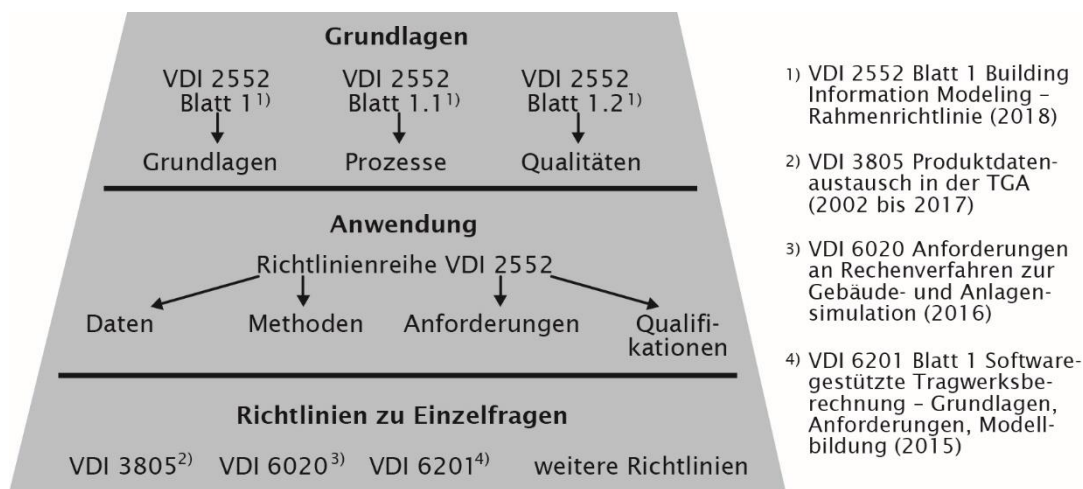 Grundlagen
VDI 2552 VDI 2552 VDI 2552
Blatt 1¹⁾ Blatt 1.1¹⁾ Blatt 1.2¹⁾
Grundlagen Prozesse Qualitäten
Anwendung
Richtlinienreihe VDI 2552
Daten Methoden Anforderungen Qualifi-
kationen
Richtlinien zu Einzelfragen
VDI 3805²⁾ VDI 6020³⁾ VDI 6201⁴⁾ weitere Richtlinien
1) VDI 2552 Blatt 1 Building
Information Modeling –
Rahmenrichtlinie (2018)
2) VDI 3805 Produktdaten-
austausch in der TGA
(2002 bis 2017)
3) VDI 6020 Anforderungen
an Rechenverfahren zur
Gebäude- und Anlagen-
simulation (2016)
4) VDI 6201 Blatt 1 Software-
gestützte Tragwerksbe-
rechnung – Grundlagen,
Anforderungen, Modell-
bildung (2015)